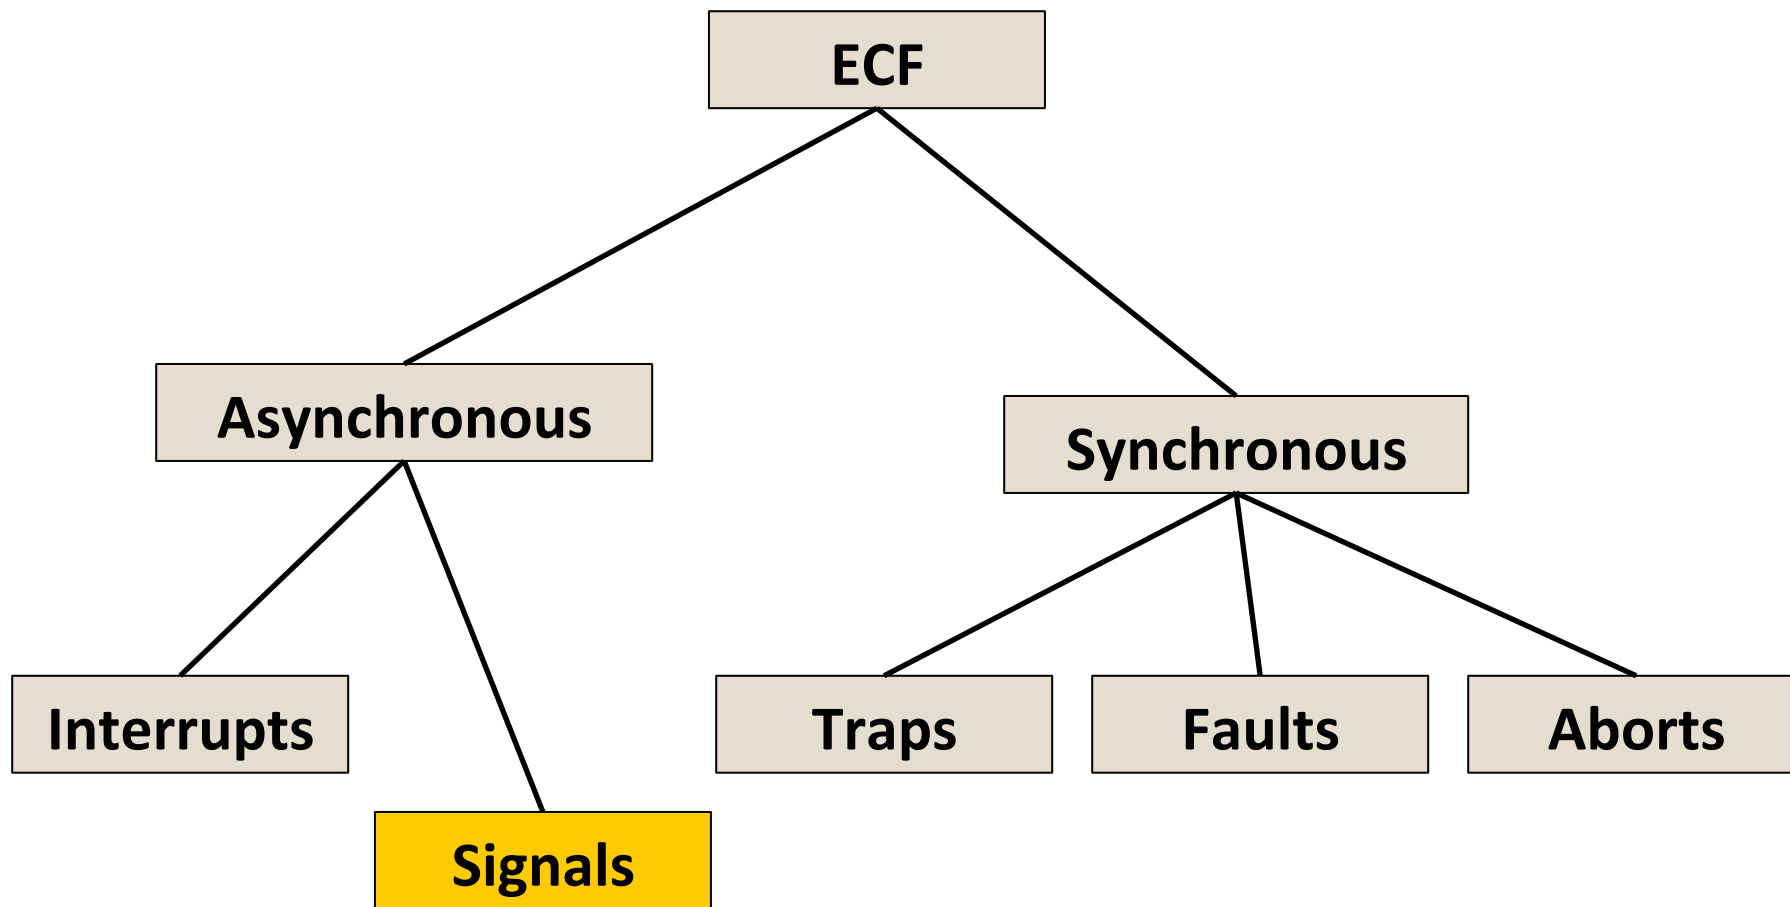 ECF
Asynchronous
Synchronous
Interrupts
Traps
Faults
Aborts
Signals